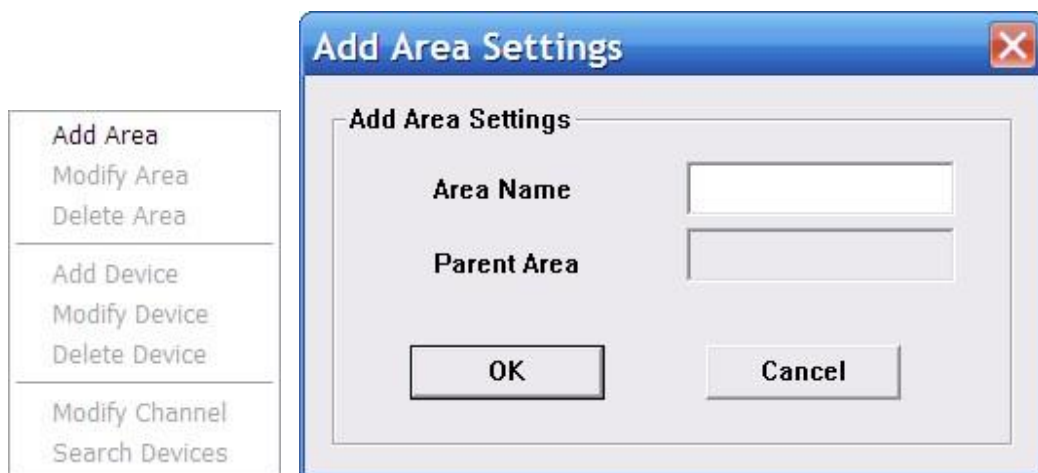 Add Area
Modify Area
Delete Area
Add Device
Modify Device
Delete Device
Modify Channel
Search Devices
Add Area Settings
Add Area Settings
Area Name
Parent Area
OK
Cancel